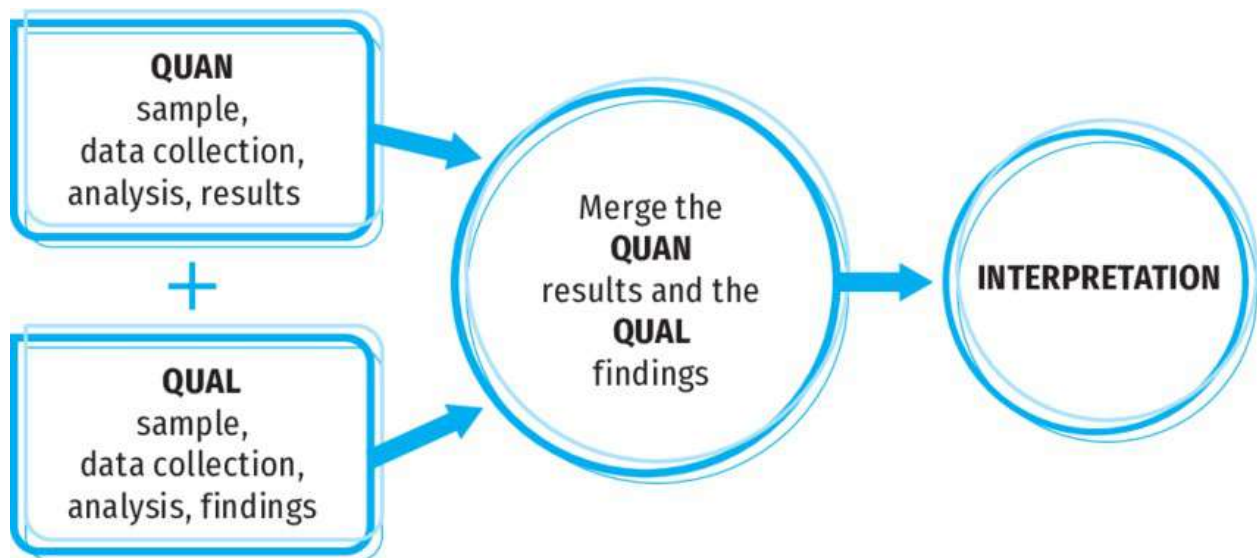 QUAN
sample,
data collection,
analysis, results
+
QUAL
sample,
data collection,
analysis, findings
Merge the
QUAN
results and the
QUAL
findings
INTERPRETATION